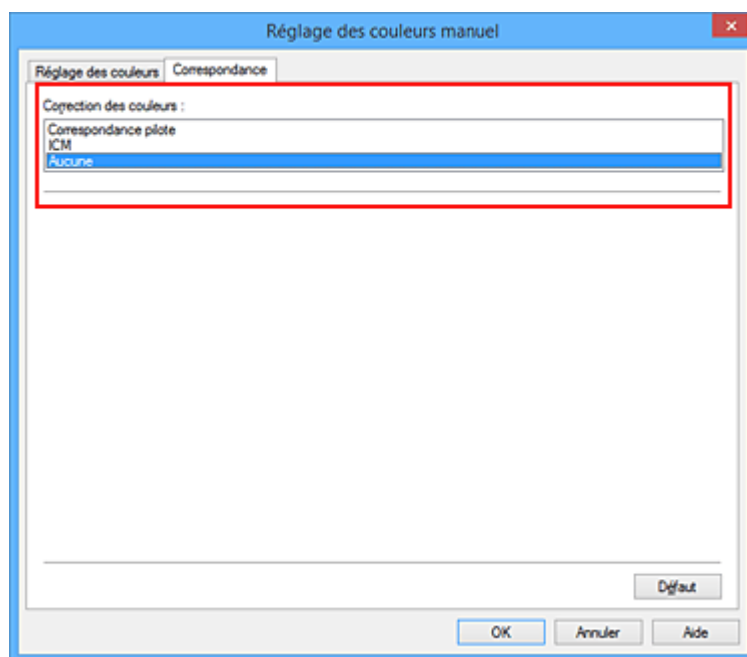 Réglage des couleurs manuel
Réglage des couleurs Correspondance
Correction des couleurs :
Correspondance pilote
ICM
Aucune
Défaut
OK Annuler Aide